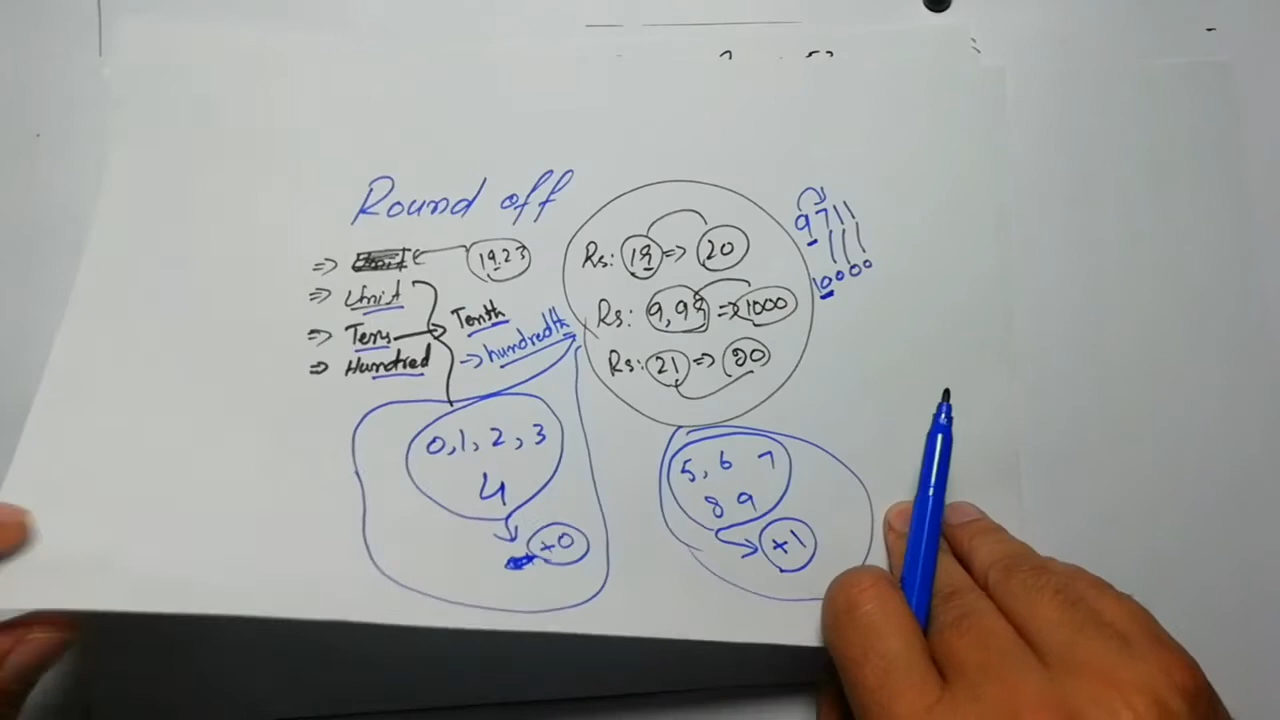 Round off
19.23
=> Unit
=> Tens
=> Hundred
Tenth
-> hundredth
Rs: 19 => 20
Rs: 9,99 => 1000
Rs: 21 => 20
9711
10000
0, 1, 2, 3
4
+0
5, 6 7
8 9
+1